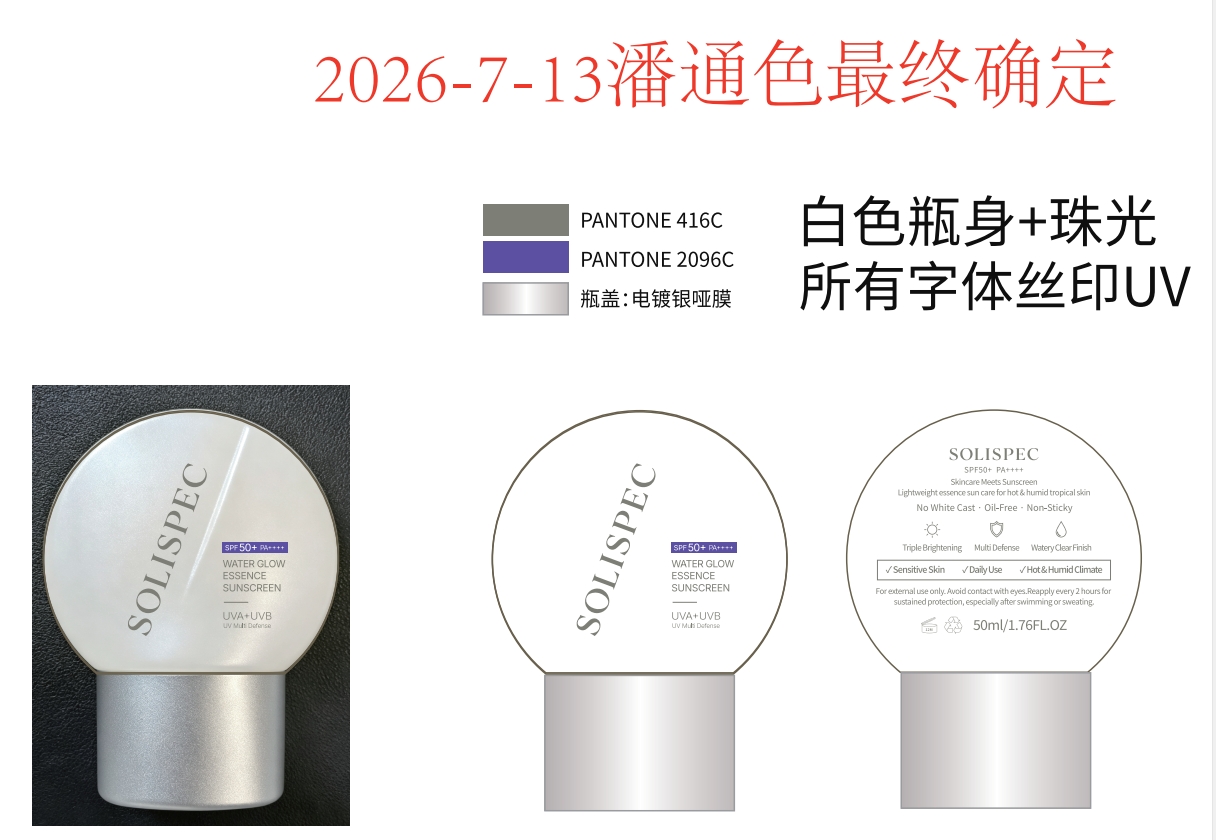 2026-7-13潘通色最终确定
PANTONE 416C
PANTONE 2096C
瓶盖:电镀银哑膜
白色瓶身+珠光
所有字体丝印UV
SOLISPEC
SPF 50+ PA++++
WATER GLOW
ESSENCE
SUNSCREEN
UVA+UVB
UV Multi Defense
SOLISPEC
SPF 50+ PA++++
WATER GLOW
ESSENCE
SUNSCREEN
UVA+UVB
UV Multi Defense
SOLISPEC
SPF50+ PA++++
Skincare Meets Sunscreen
Lightweight essence sun care for hot & humid tropical skin
No White Cast · Oil-Free · Non-Sticky
Triple Brightening Multi Defense Watery Clear Finish
✓Sensitive Skin ✓Daily Use ✓Hot & Humid Climate
For external use only. Avoid contact with eyes.Reapply every 2 hours for
sustained protection, especially after swimming or sweating.
50ml/1.76FL.OZ